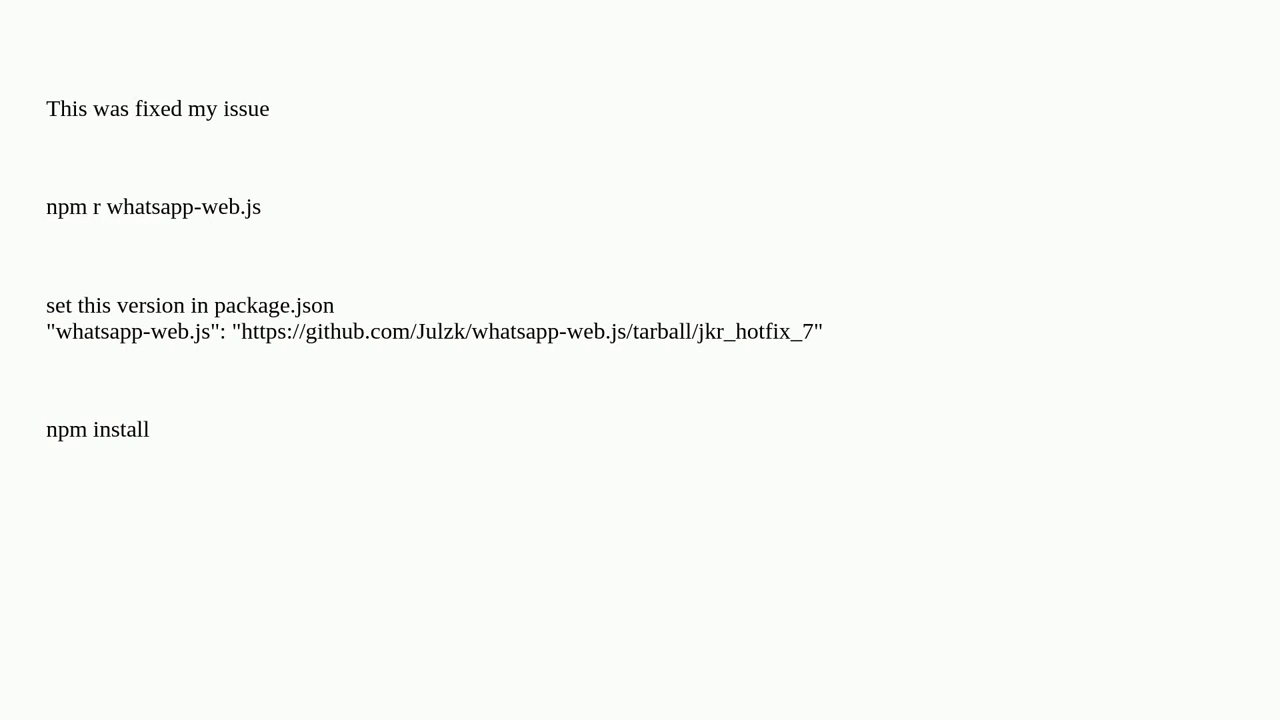 This was fixed my issue
npm r whatsapp-web.js
set this version in package.json
"whatsapp-web.js": "https://github.com/Julzk/whatsapp-web.js/tarball/jkr_hotfix_7"
npm install